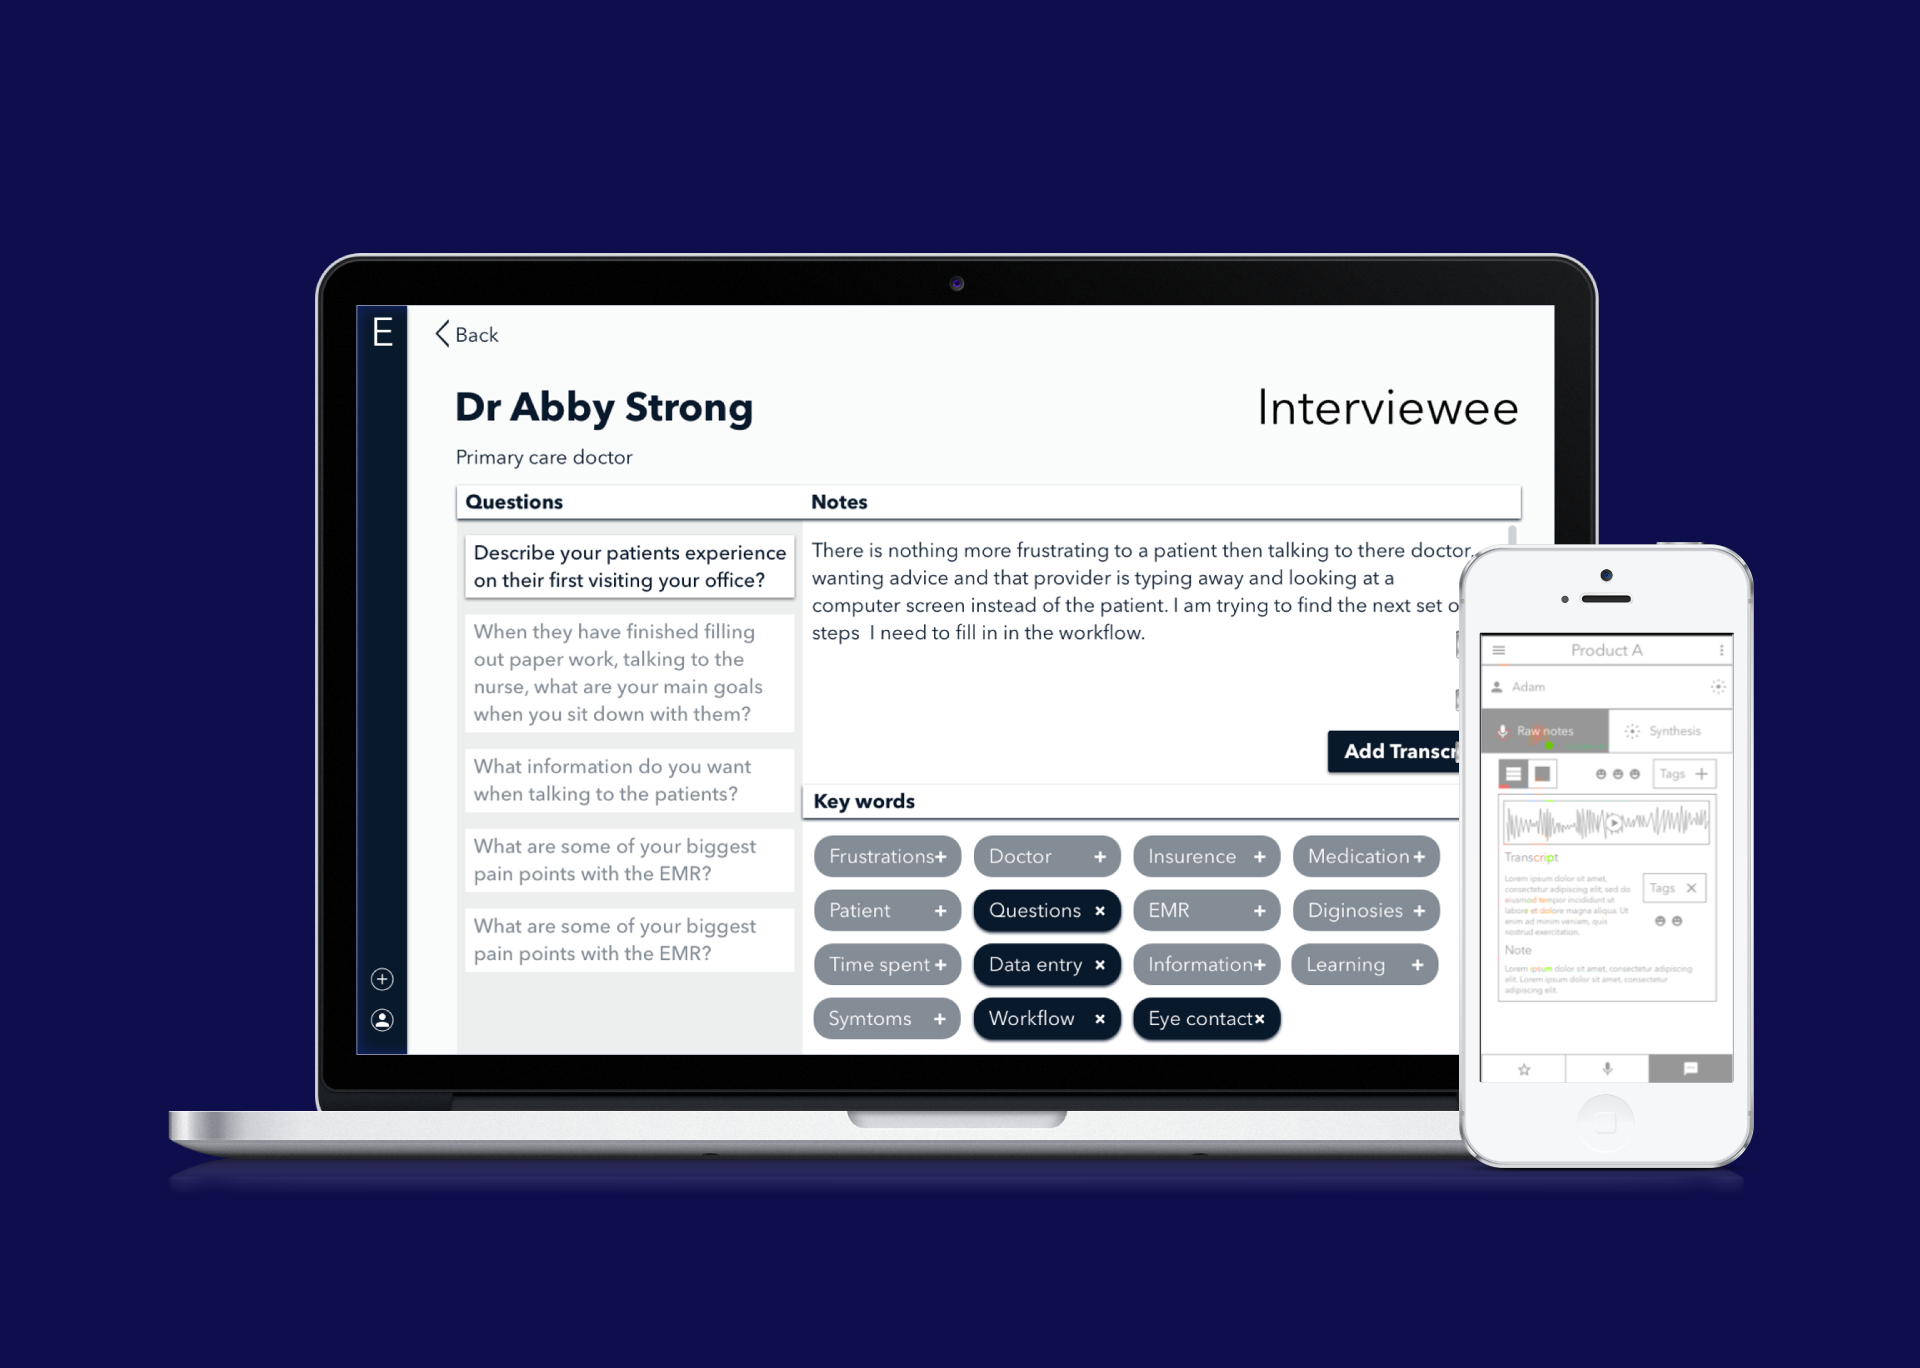 E
Back
Dr Abby Strong
Interviewee
Primary care doctor
Questions
Notes
Describe your patients experience
on their first visiting your office?
When they have finished filling
out paper work, talking to the
nurse, what are your main goals
when you sit down with them?
What information do you want
when talking to the patients?
What are some of your biggest
pain points with the EMR?
What are some of your biggest
pain points with the EMR?
There is nothing more frustrating to a patient then talking to there doctor,
wanting advice and that provider is typing away and looking at a
computer screen instead of the patient. I am trying to find the next set o
steps I need to fill in in the workflow.
Add Transcr
Key words
Frustrations+
Doctor +
Insurence +
Medication +
Patient +
Questions ×
EMR +
Diginosies +
Time spent +
Data entry ×
Information+
Learning +
Symtoms +
Workflow ×
Eye contact×
Product A
Adam
Raw notes
Synthesis
Tags +
Transcript
Lorem ipsum dolor sit amet,
consectetur adipiscing elit, sed do
eiusmod tempor incididunt ut
labore et dolore magna aliqua. Ut
enim ad minim veniam, quis
nostrud exercitation.
Tags ×
Note
Lorem ipsum dolor sit amet, consectetur adipiscing
elit. Lorem ipsum dolor sit amet, consectetur
adipiscing elit.